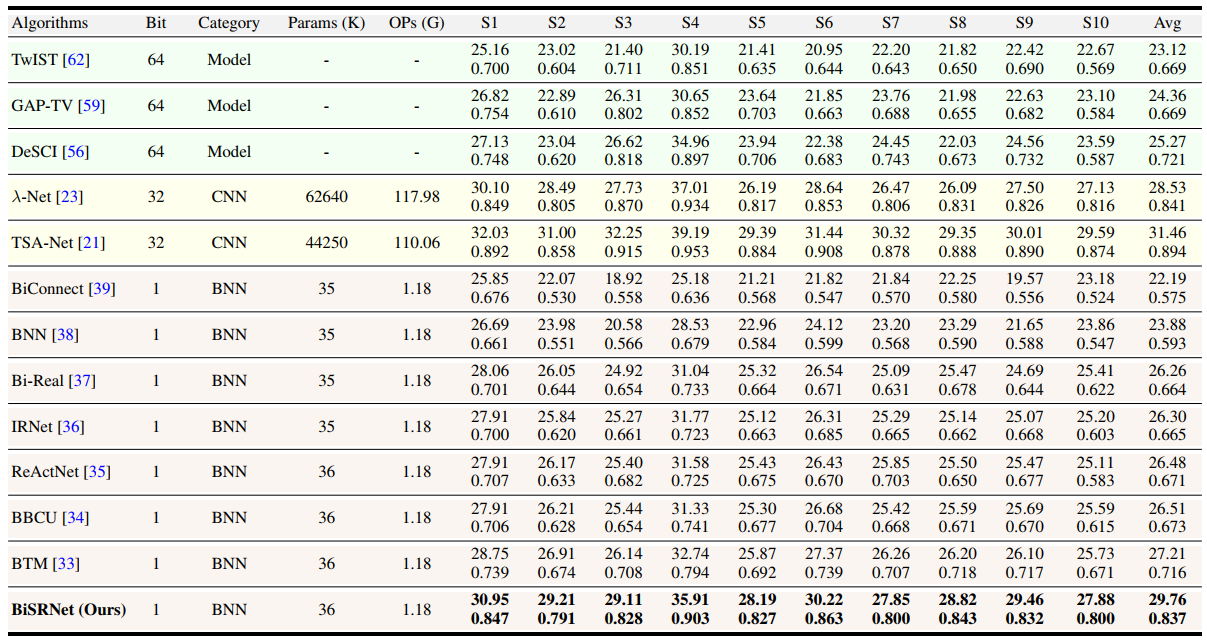 Algorithms Bit Category Params (K) OPs (G) S1 S2 S3 S4 S5 S6 S7 S8 S9 S10 Avg
TwIST [62] 64 Model - - 25.16 23.02 21.40 30.19 21.41 20.95 22.20 21.82 22.42 22.67 23.12
0.700 0.604 0.711 0.851 0.635 0.644 0.643 0.650 0.690 0.569 0.669
GAP-TV [59] 64 Model - - 26.82 22.89 26.31 30.65 23.64 21.85 23.76 21.98 22.63 23.10 24.36
0.754 0.610 0.802 0.852 0.703 0.663 0.688 0.655 0.682 0.584 0.669
DeSCI [56] 64 Model - - 27.13 23.04 26.62 34.96 23.94 22.38 24.45 22.03 24.56 23.59 25.27
0.748 0.620 0.818 0.897 0.706 0.683 0.743 0.673 0.732 0.587 0.721
λ-Net [23] 32 CNN 62640 117.98 30.10 28.49 27.73 37.01 26.19 28.64 26.47 26.09 27.50 27.13 28.53
0.849 0.805 0.870 0.934 0.817 0.853 0.806 0.831 0.826 0.816 0.841
TSA-Net [21] 32 CNN 44250 110.06 32.03 31.00 32.25 39.19 29.39 31.44 30.32 29.35 30.01 29.59 31.46
0.892 0.858 0.915 0.953 0.884 0.908 0.878 0.888 0.890 0.874 0.894
BiConnect [39] 1 BNN 35 1.18 25.85 22.07 18.92 25.18 21.21 21.82 21.84 22.25 19.57 23.18 22.19
0.676 0.530 0.558 0.636 0.568 0.547 0.570 0.580 0.556 0.524 0.575
BNN [38] 1 BNN 35 1.18 26.69 23.98 20.58 28.53 22.96 24.12 23.20 23.29 21.65 23.86 23.88
0.661 0.551 0.566 0.679 0.584 0.599 0.568 0.590 0.588 0.547 0.593
Bi-Real [37] 1 BNN 35 1.18 28.06 26.05 24.92 31.04 25.32 26.54 25.09 25.47 24.69 25.41 26.26
0.701 0.644 0.654 0.733 0.664 0.671 0.631 0.678 0.644 0.622 0.664
IRNet [36] 1 BNN 35 1.18 27.91 25.84 25.27 31.77 25.12 26.31 25.29 25.14 25.07 25.20 26.30
0.700 0.620 0.661 0.723 0.663 0.685 0.665 0.662 0.668 0.603 0.665
ReActNet [35] 1 BNN 36 1.18 27.91 26.17 25.40 31.58 25.43 26.43 25.85 25.50 25.47 25.11 26.48
0.707 0.633 0.682 0.725 0.675 0.670 0.703 0.650 0.677 0.583 0.671
BBCU [34] 1 BNN 36 1.18 27.91 26.21 25.44 31.33 25.30 26.68 25.42 25.59 25.69 25.59 26.51
0.706 0.628 0.654 0.741 0.677 0.704 0.668 0.671 0.670 0.615 0.673
BTM [33] 1 BNN 36 1.18 28.75 26.91 26.14 32.74 25.87 27.37 26.26 26.20 26.10 25.73 27.21
0.739 0.674 0.708 0.794 0.692 0.739 0.707 0.718 0.717 0.671 0.716
BiSRNet (Ours) 1 BNN 36 1.18 30.95 29.21 29.11 35.91 28.19 30.22 27.85 28.82 29.46 27.88 29.76
0.847 0.791 0.828 0.903 0.827 0.863 0.800 0.843 0.832 0.800 0.837